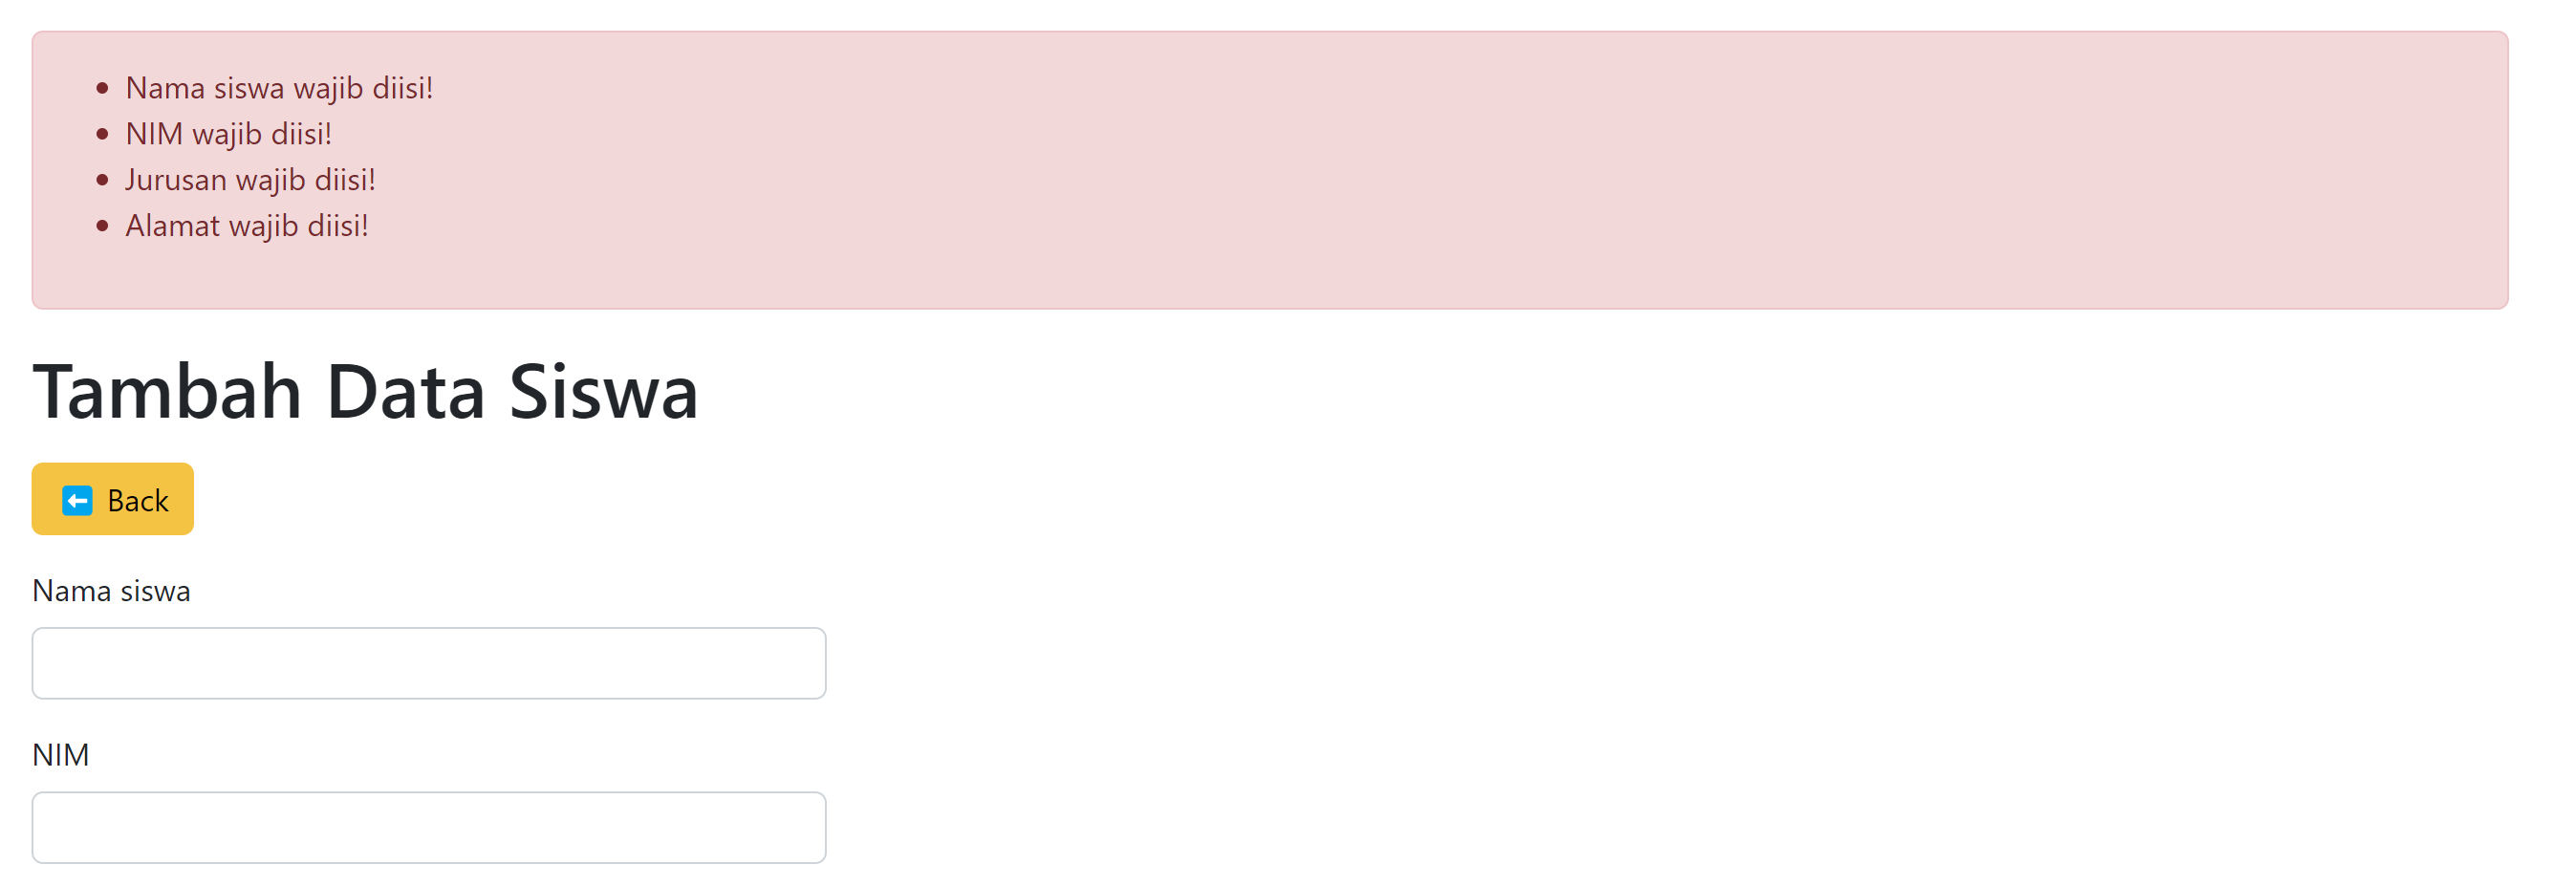 Nama siswa wajib diisi!
NIM wajib diisi!
Jurusan wajib diisi!
Alamat wajib diisi!
Tambah Data Siswa
Back
Nama siswa
NIM